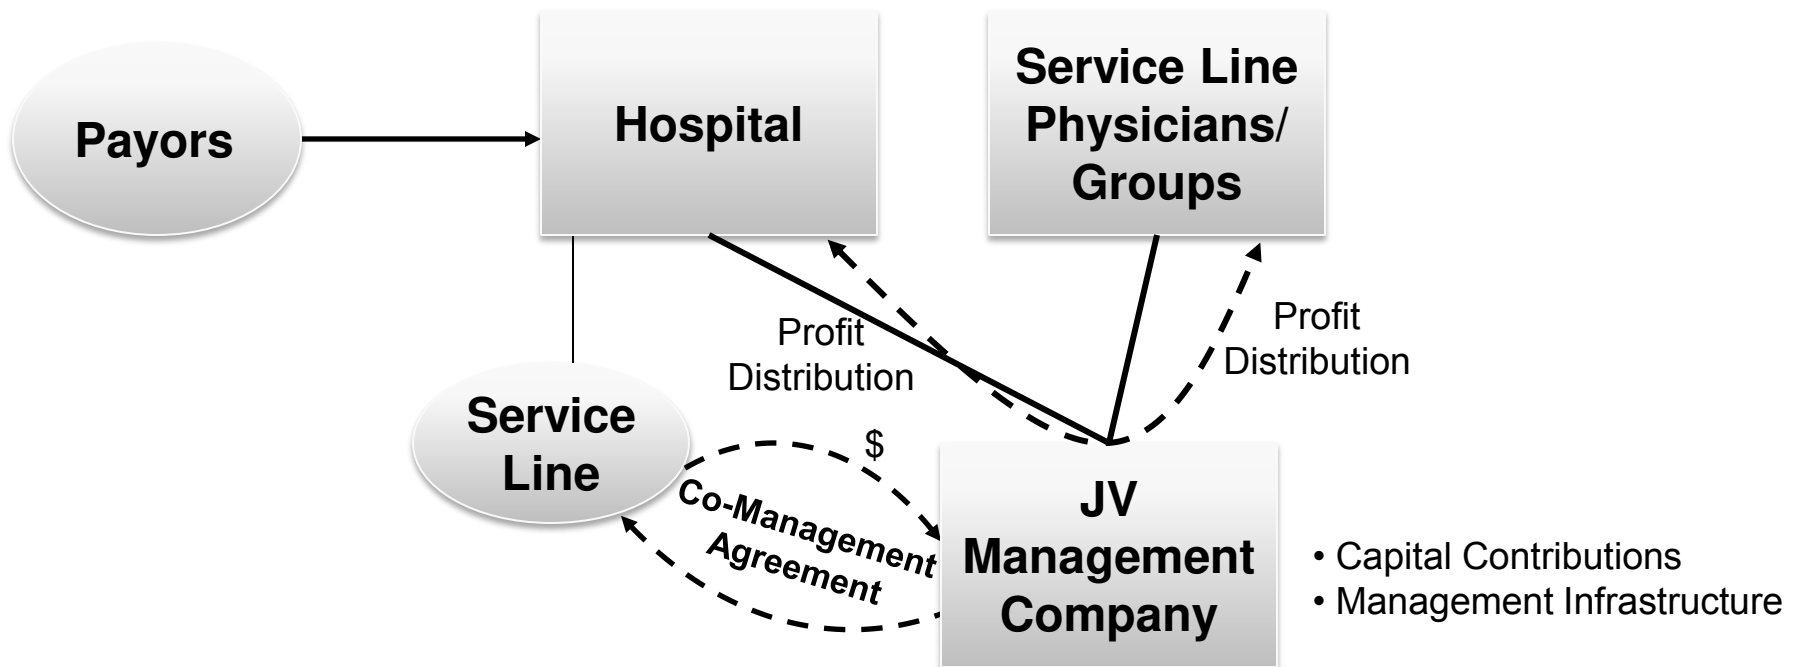 Payors
Hospital
Service Line
Physicians/
Groups
Profit
Distribution
Profit
Distribution
Service
Line
$
Co-Management
Agreement
JV
Management
Company
• Capital Contributions
• Management Infrastructure